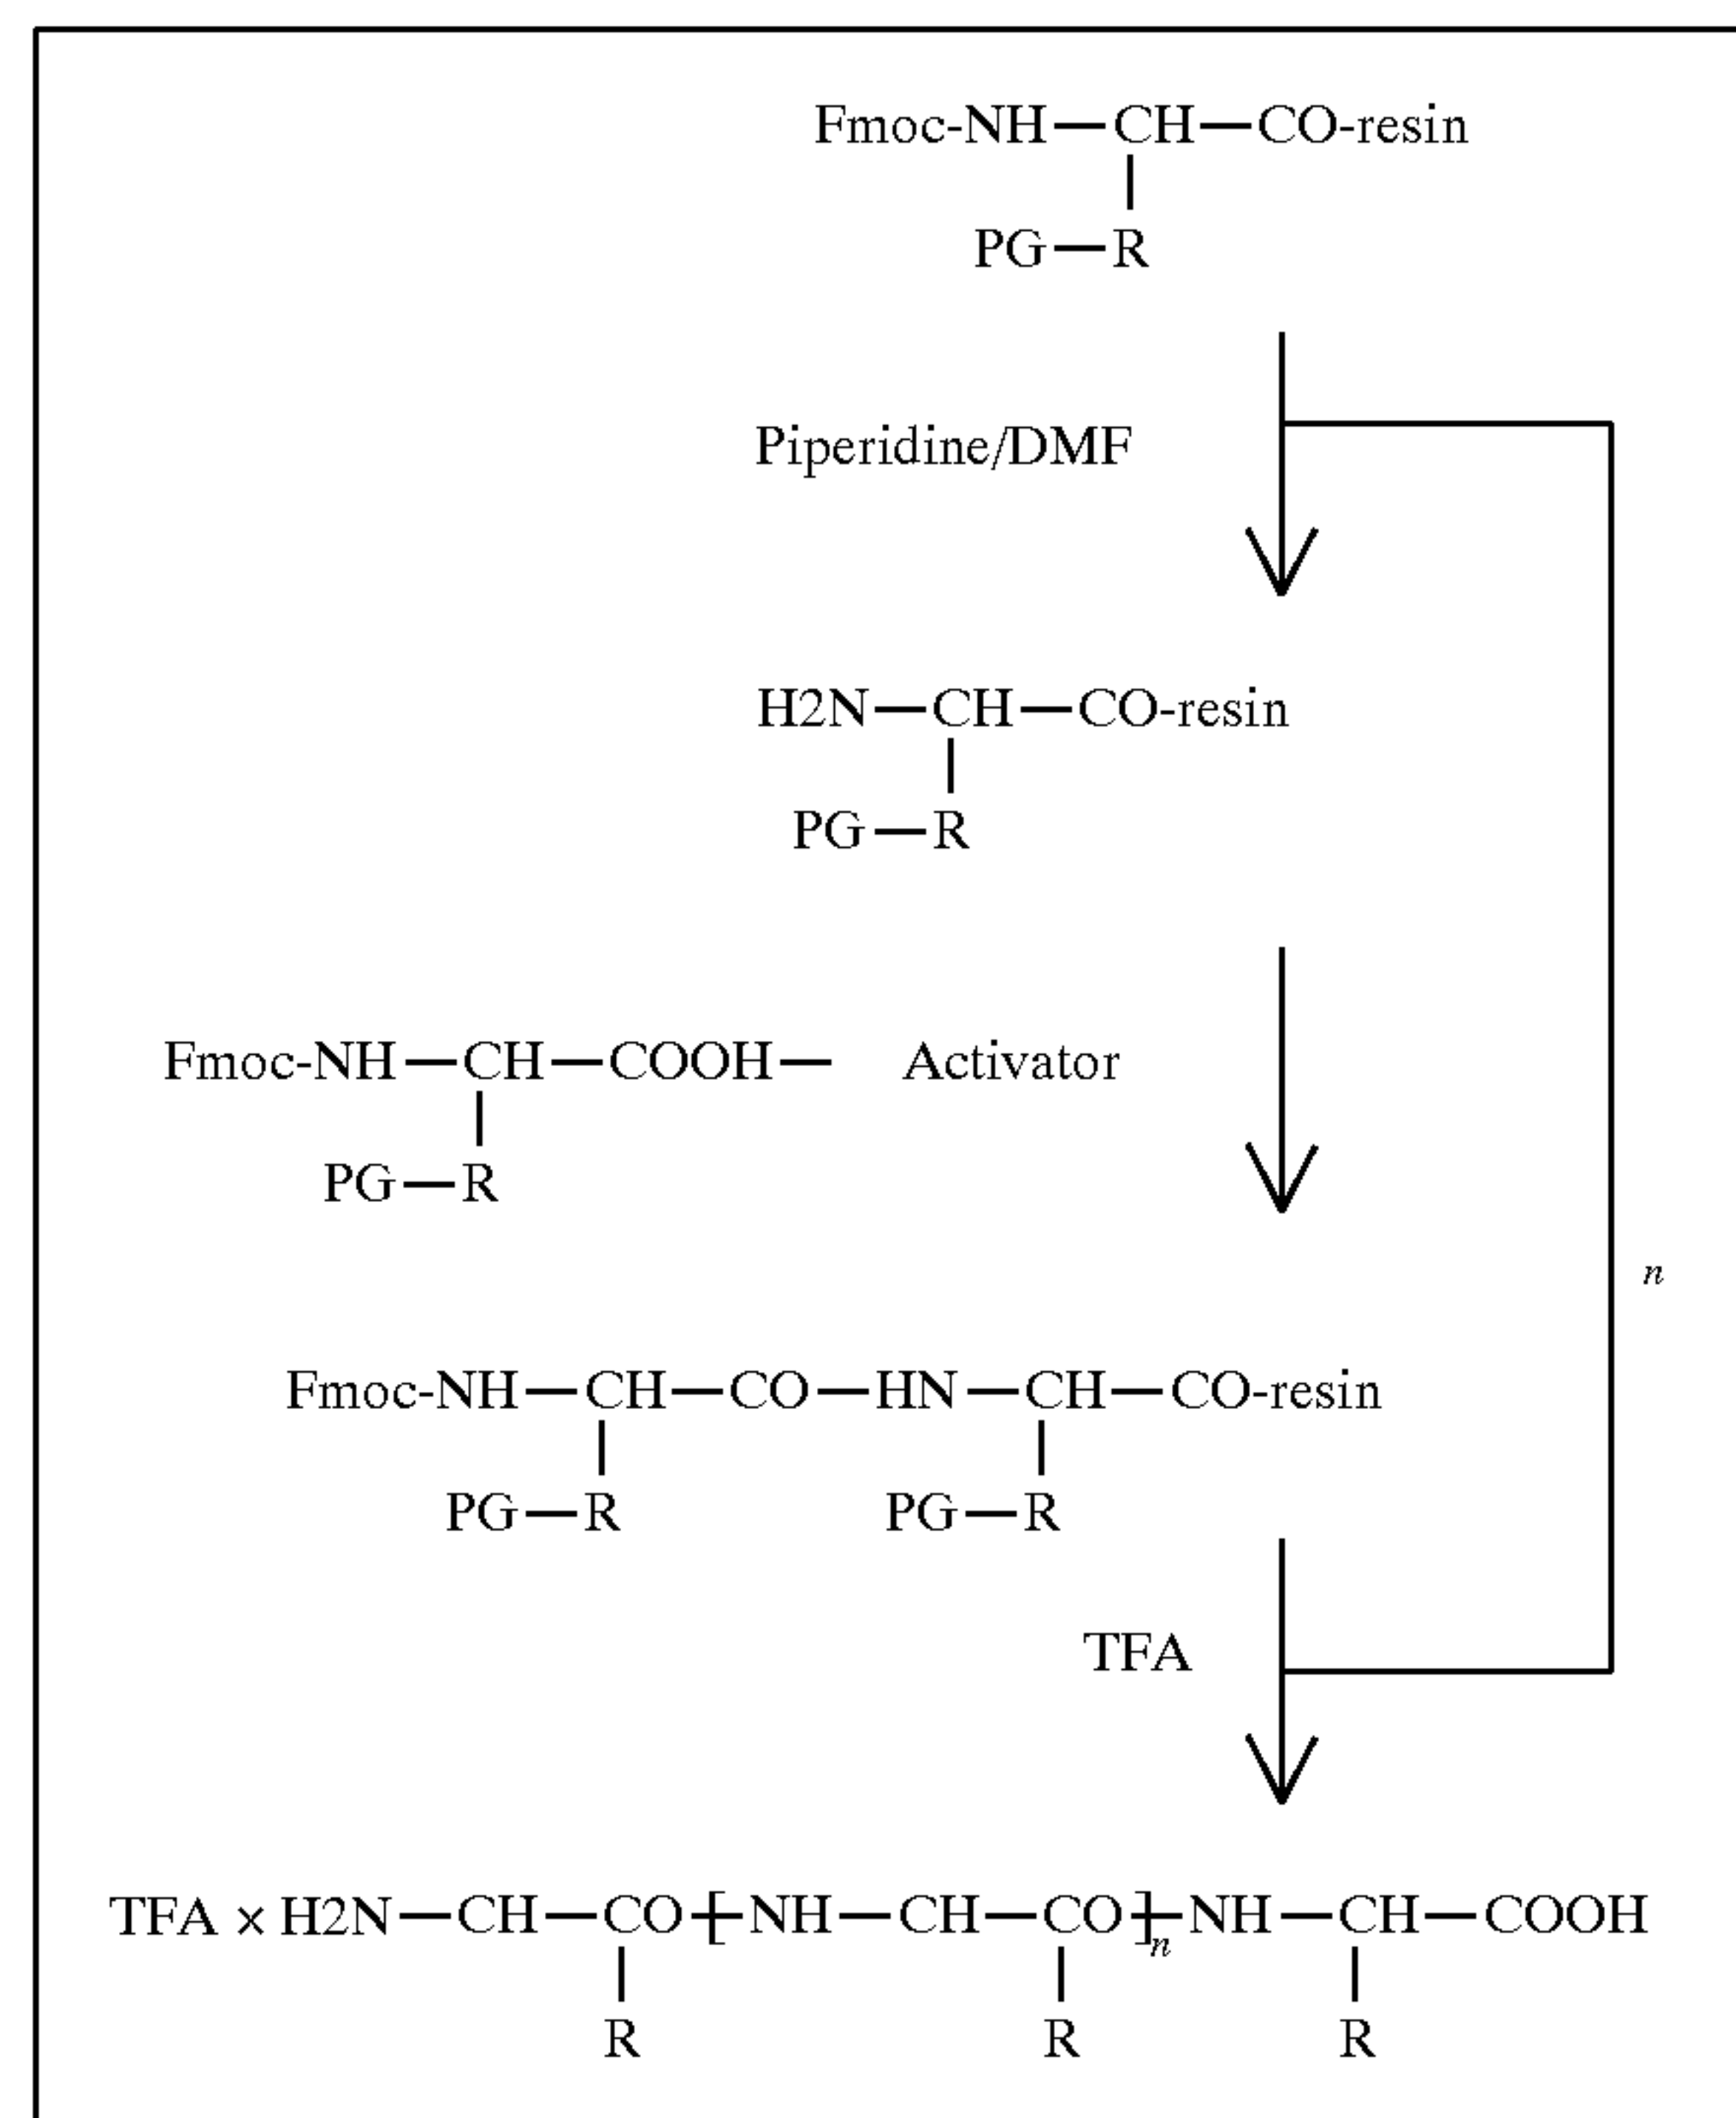 Fmoc-NH—CH—CO-resin
PG—R
Piperidine/DMF
H2N—CH—CO-resin
PG—R
Fmoc-NH—CH—COOH— Activator
PG—R
n
Fmoc-NH—CH—CO—HN—CH—CO-resin
PG—R PG—R
TFA
TFA × H2N—CH—CO—[NH—CH—CO]n—NH—CH—COOH
R R R